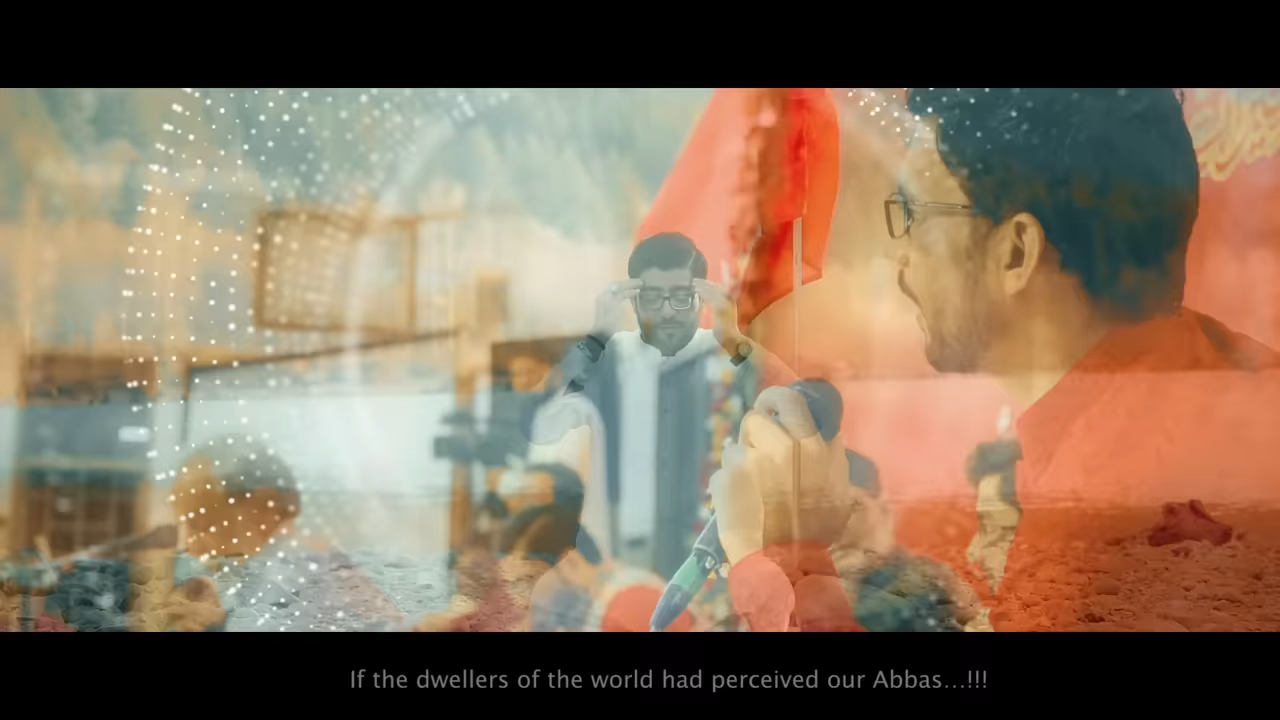 If the dwellers of the world had perceived our Abbas...!!!